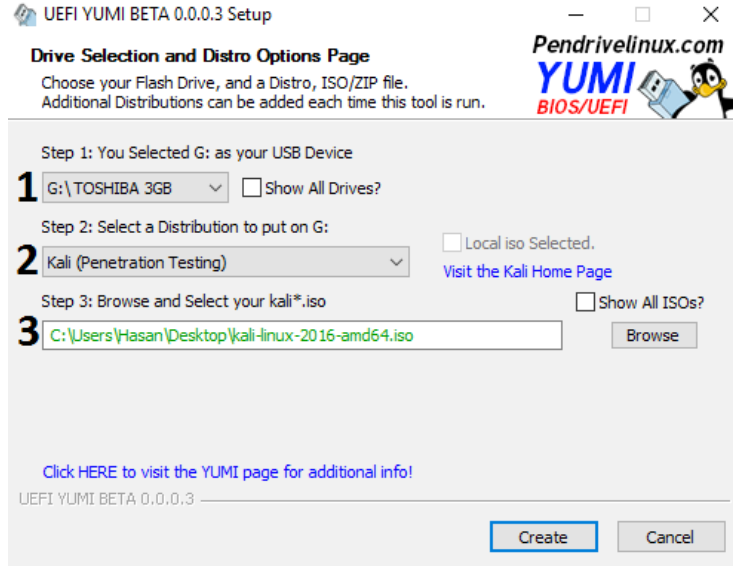 UEFI YUMI BETA 0.0.0.3 Setup
Drive Selection and Distro Options Page
Choose your Flash Drive, and a Distro, ISO/ZIP file.
Additional Distributions can be added each time this tool is run.
Pendrivelinux.com
YUMI
BIOS/UEFI
Step 1: You Selected G: as your USB Device
1 G:\ TOSHIBA 3GB Show All Drives?
Step 2: Select a Distribution to put on G:
Local iso Selected.
2 Kali (Penetration Testing)
Visit the Kali Home Page
Step 3: Browse and Select your kali*.iso Show All ISOs?
3 C:\Users\Hasan\Desktop\kali-linux-2016-amd64.iso Browse
Click HERE to visit the YUMI page for additional info!
UEFI YUMI BETA 0.0.0.3
Create Cancel